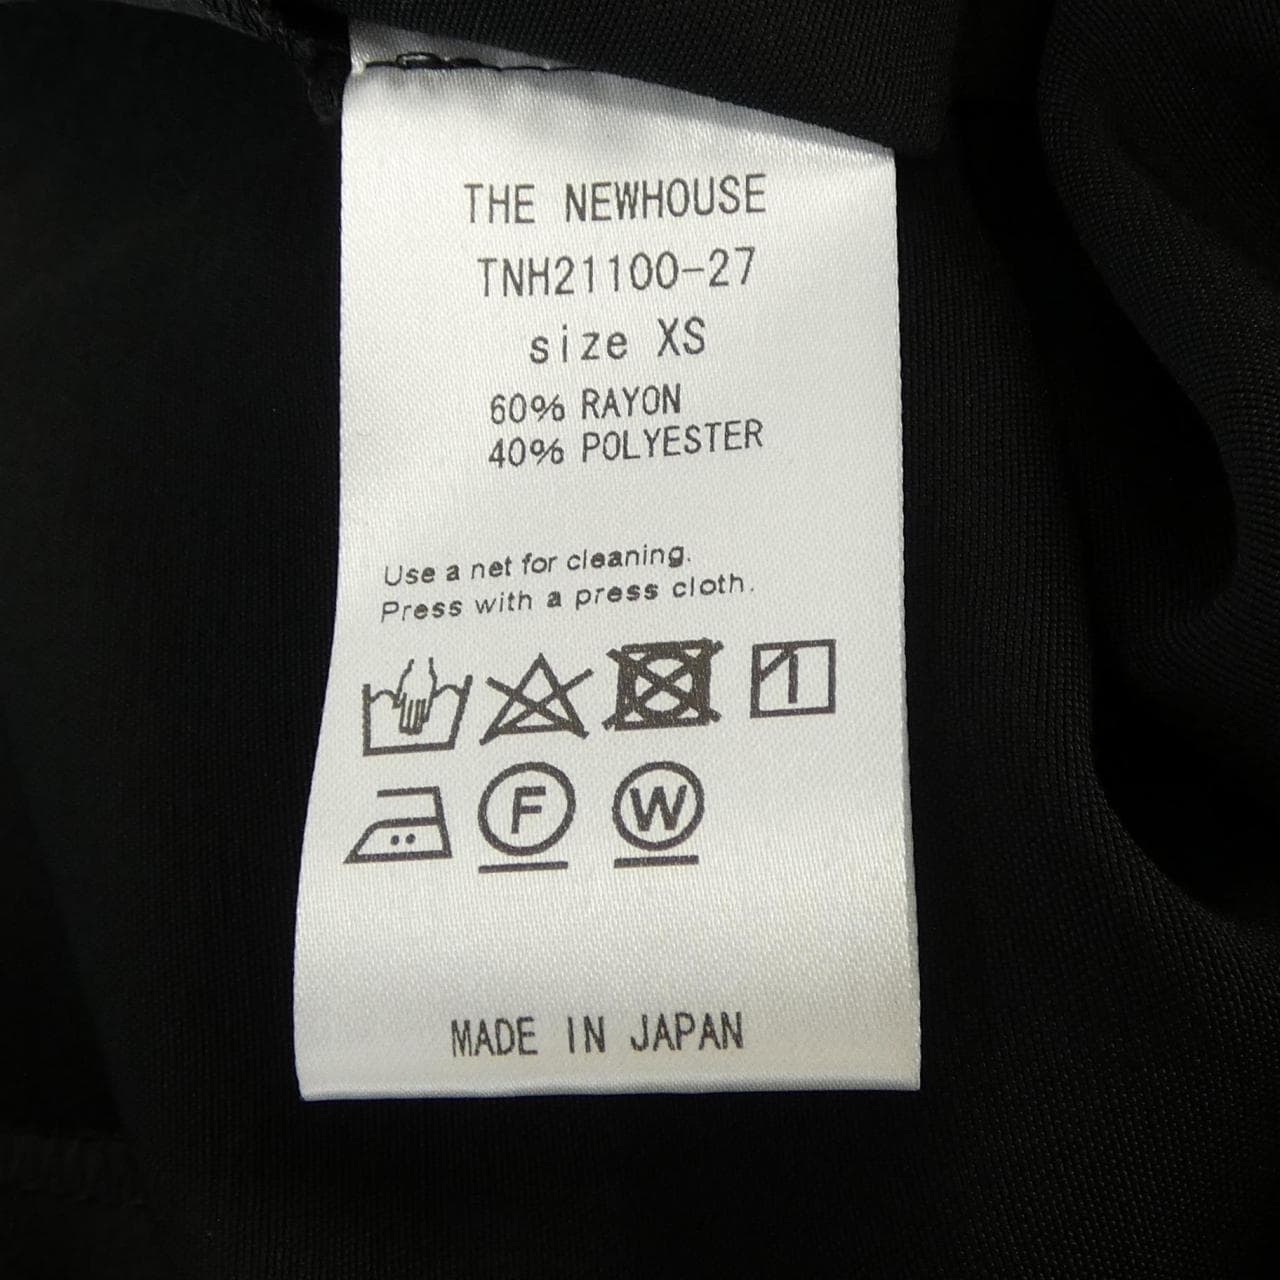 THE NEWHOUSE
TNH21100-27
size XS
60% RAYON
40% POLYESTER
Use a net for cleaning.
Press with a press cloth.
F W
MADE IN JAPAN